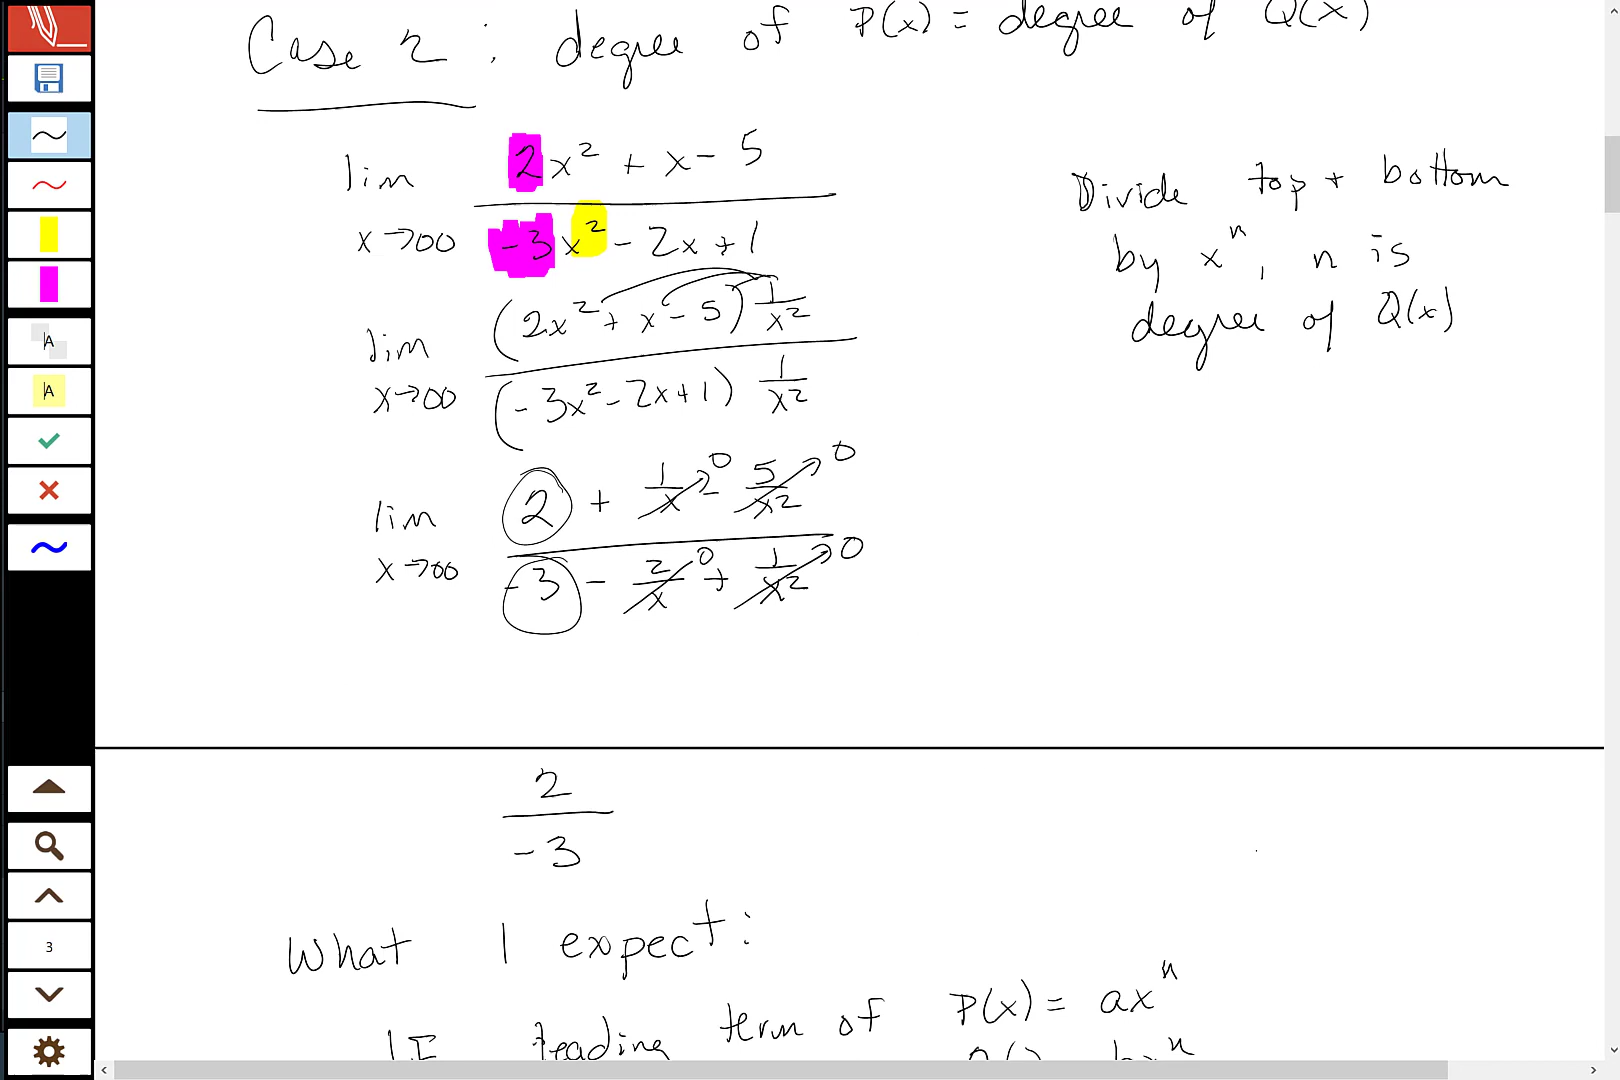 Case 2 : degree of P(x) = degree of Q(x)
lim x→∞ (2x² + x - 5) / (-3x² - 2x + 1)
Divide top + bottom
by xⁿ, n is
degree of Q(x)
lim x→∞ (2x² + x - 5) 1/x² / (-3x² - 2x + 1) 1/x²
lim x→∞ (2 + 1/x → 0 - 5/x² → 0) / (-3 - 2/x → 0 + 1/x² → 0)
2 / -3
What I expect:
IF leading term of P(x) = axⁿ
Q(x) bxⁿ
A
A
3